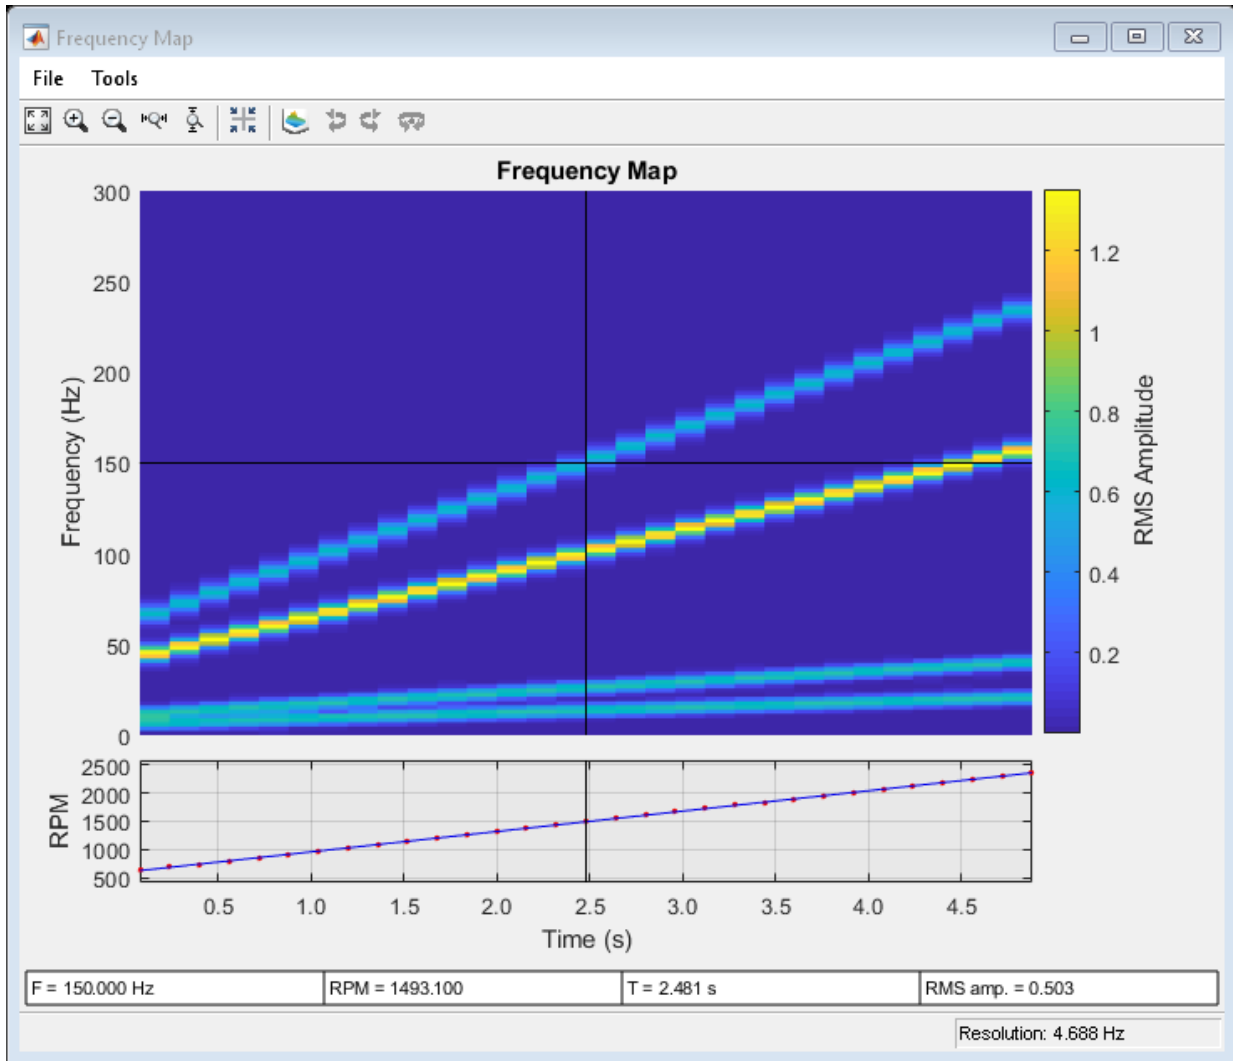 Frequency Map
File Tools
Frequency Map
300
250
200
150
100
50
0
Frequency (Hz)
1.2
1
0.8
0.6
0.4
0.2
RMS Amplitude
2500
2000
1500
1000
500
RPM
0.5 1.0 1.5 2.0 2.5 3.0 3.5 4.0 4.5
Time (s)
F = 150.000 Hz RPM = 1493.100 T = 2.481 s RMS amp. = 0.503
Resolution: 4.688 Hz